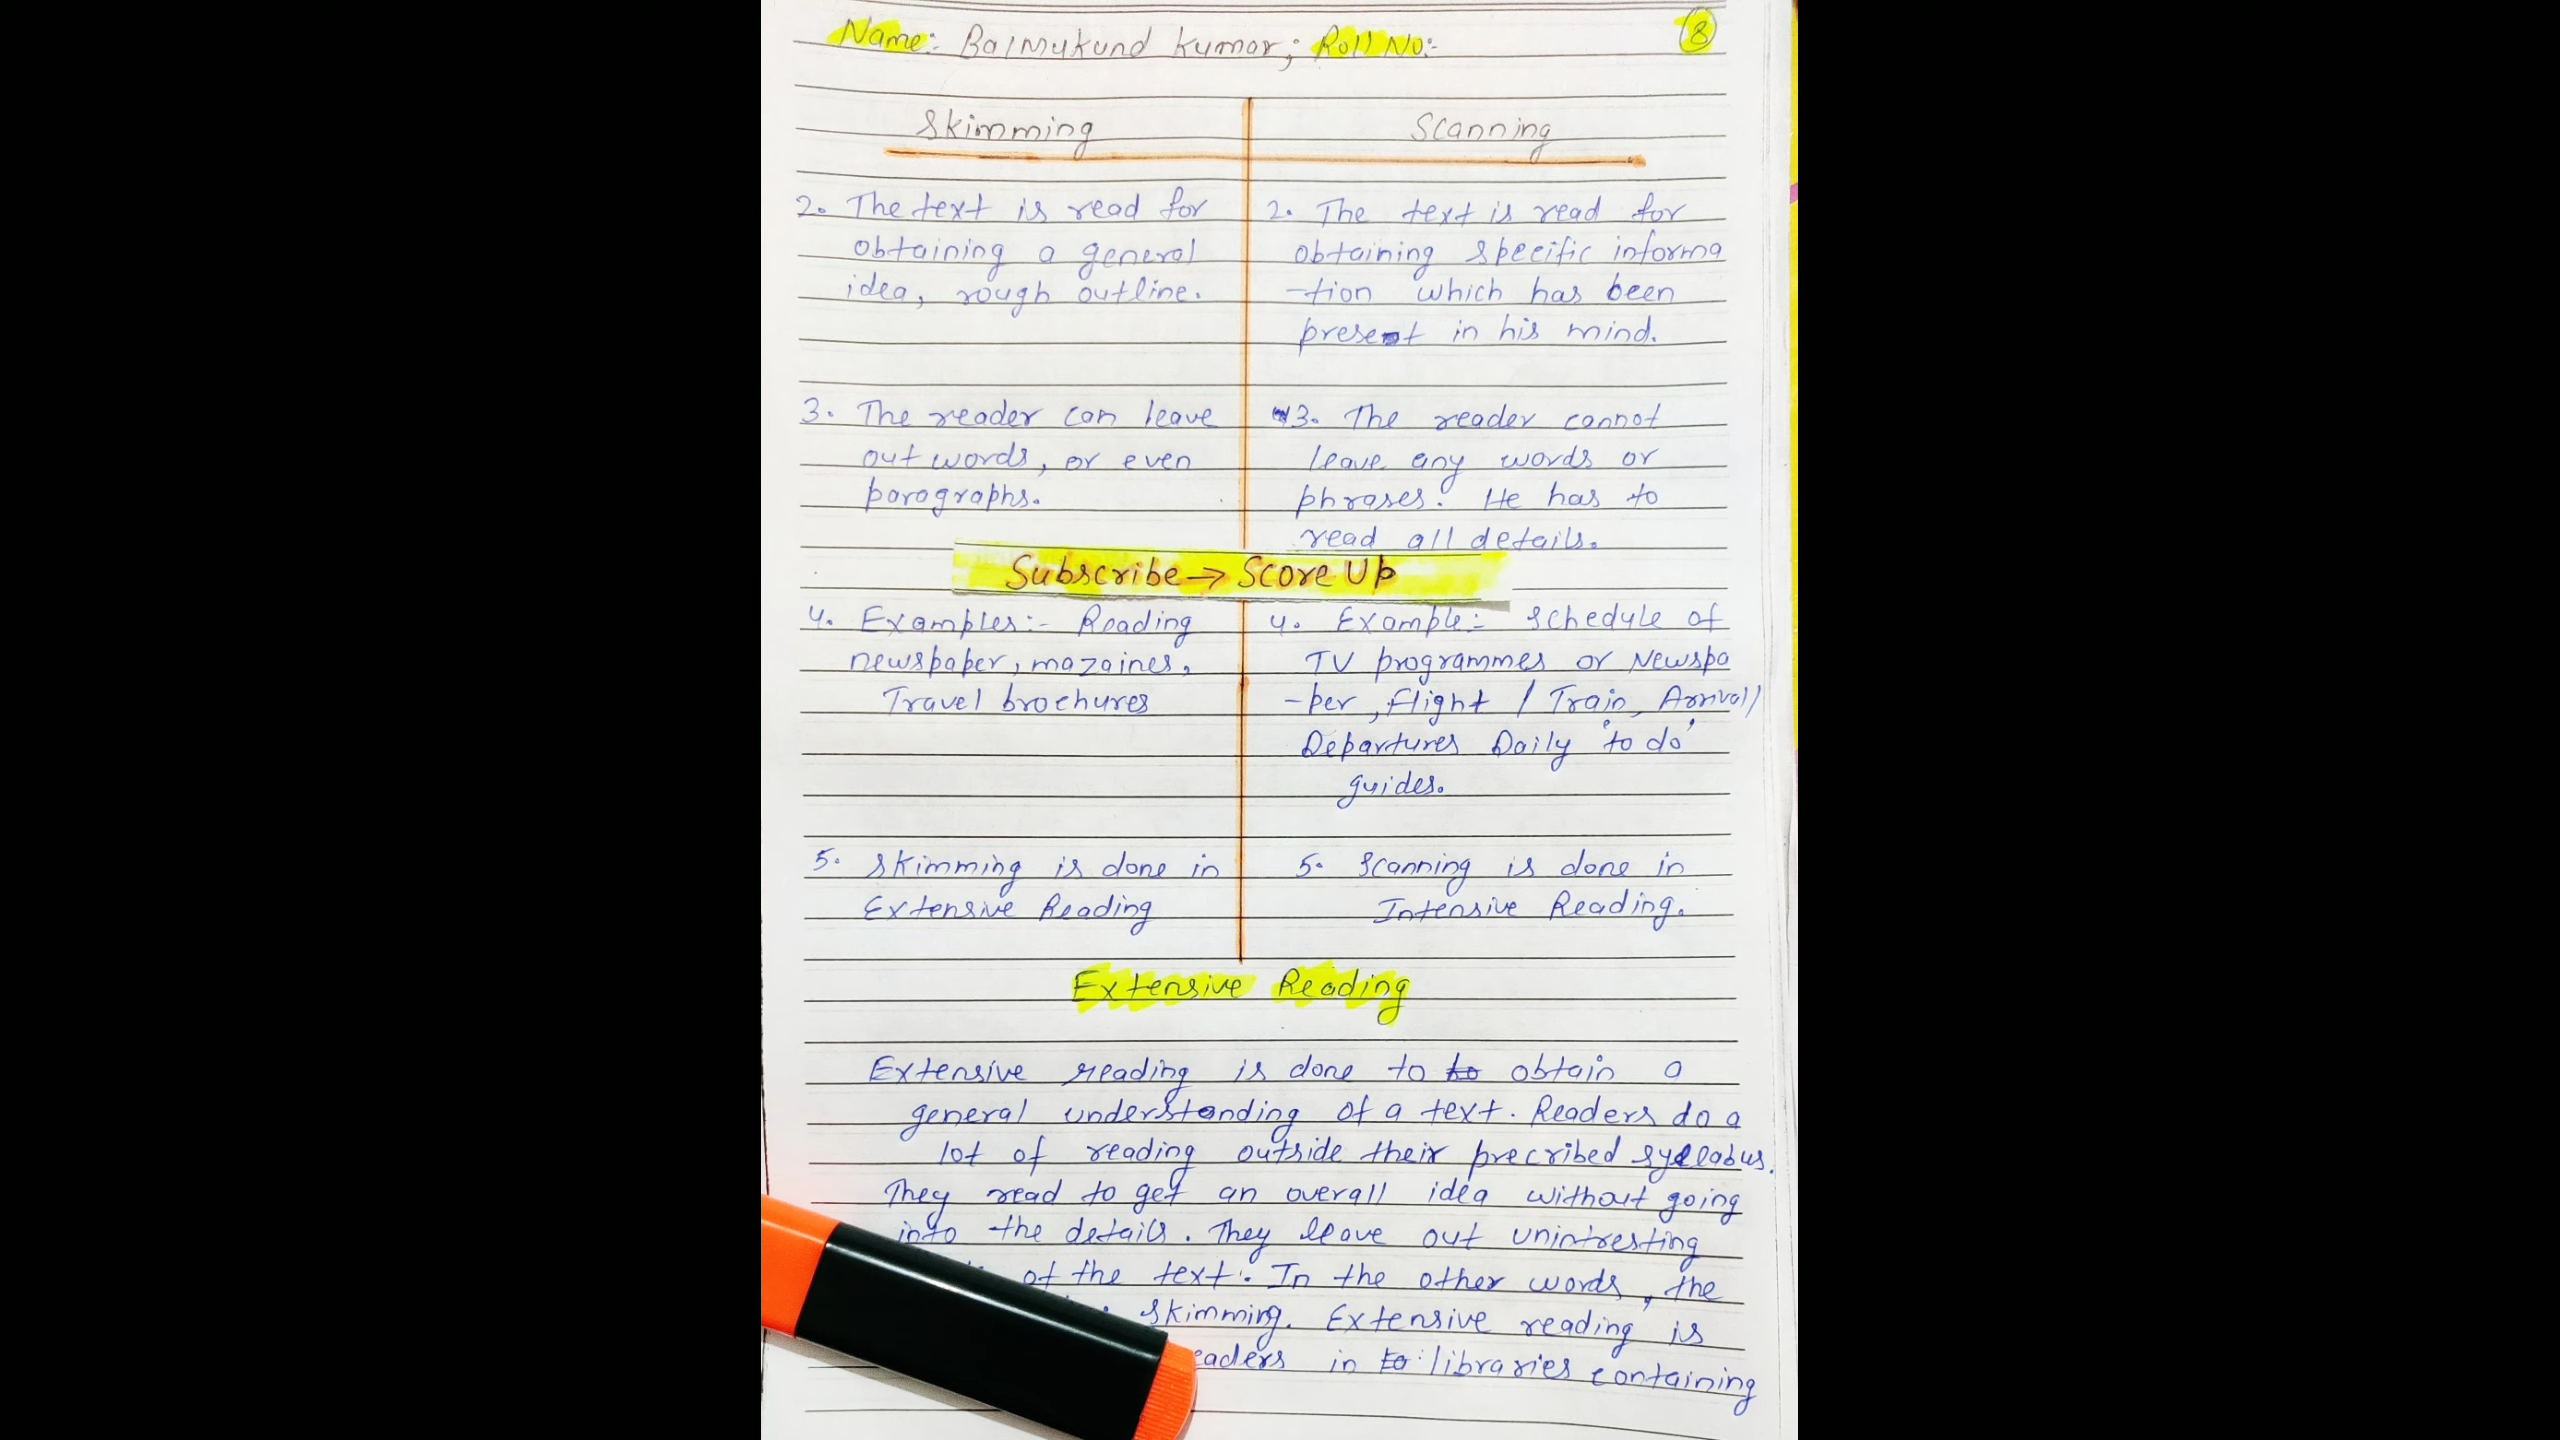 Name:- Balmukund Kumar; Roll No:-
8
Skimming
2. The text is read for
obtaining a general
idea, rough outline.
3. The reader can leave
out words, or even
paragraphs.
Scanning
2. The text is read for
obtaining specific informa
-tion which has been
present in his mind.
3. The reader cannot
leave any words or
phrases. He has to
read all details.
Subscribe → Score Up
4. Examples:- Reading
newspaper, mazaines,
Travel brochures
5. Skimming is done in
Extensive Reading
4. Example:- Schedule of
TV programmes or Newspa
-per, Flight / Train, Arrival/
Departures Daily 'to do'
guides.
5. Scanning is done in
Intensive Reading.
Extensive Reading
Extensive reading is done to to obtain a
general understanding of a text. Readers do a
lot of reading outside their precribed syllabus.
They read to get an overall idea without going
into the details. They leave out unintresting
of the text. In the other words, the
skimming. Extensive reading is
eaders in to libraries containing